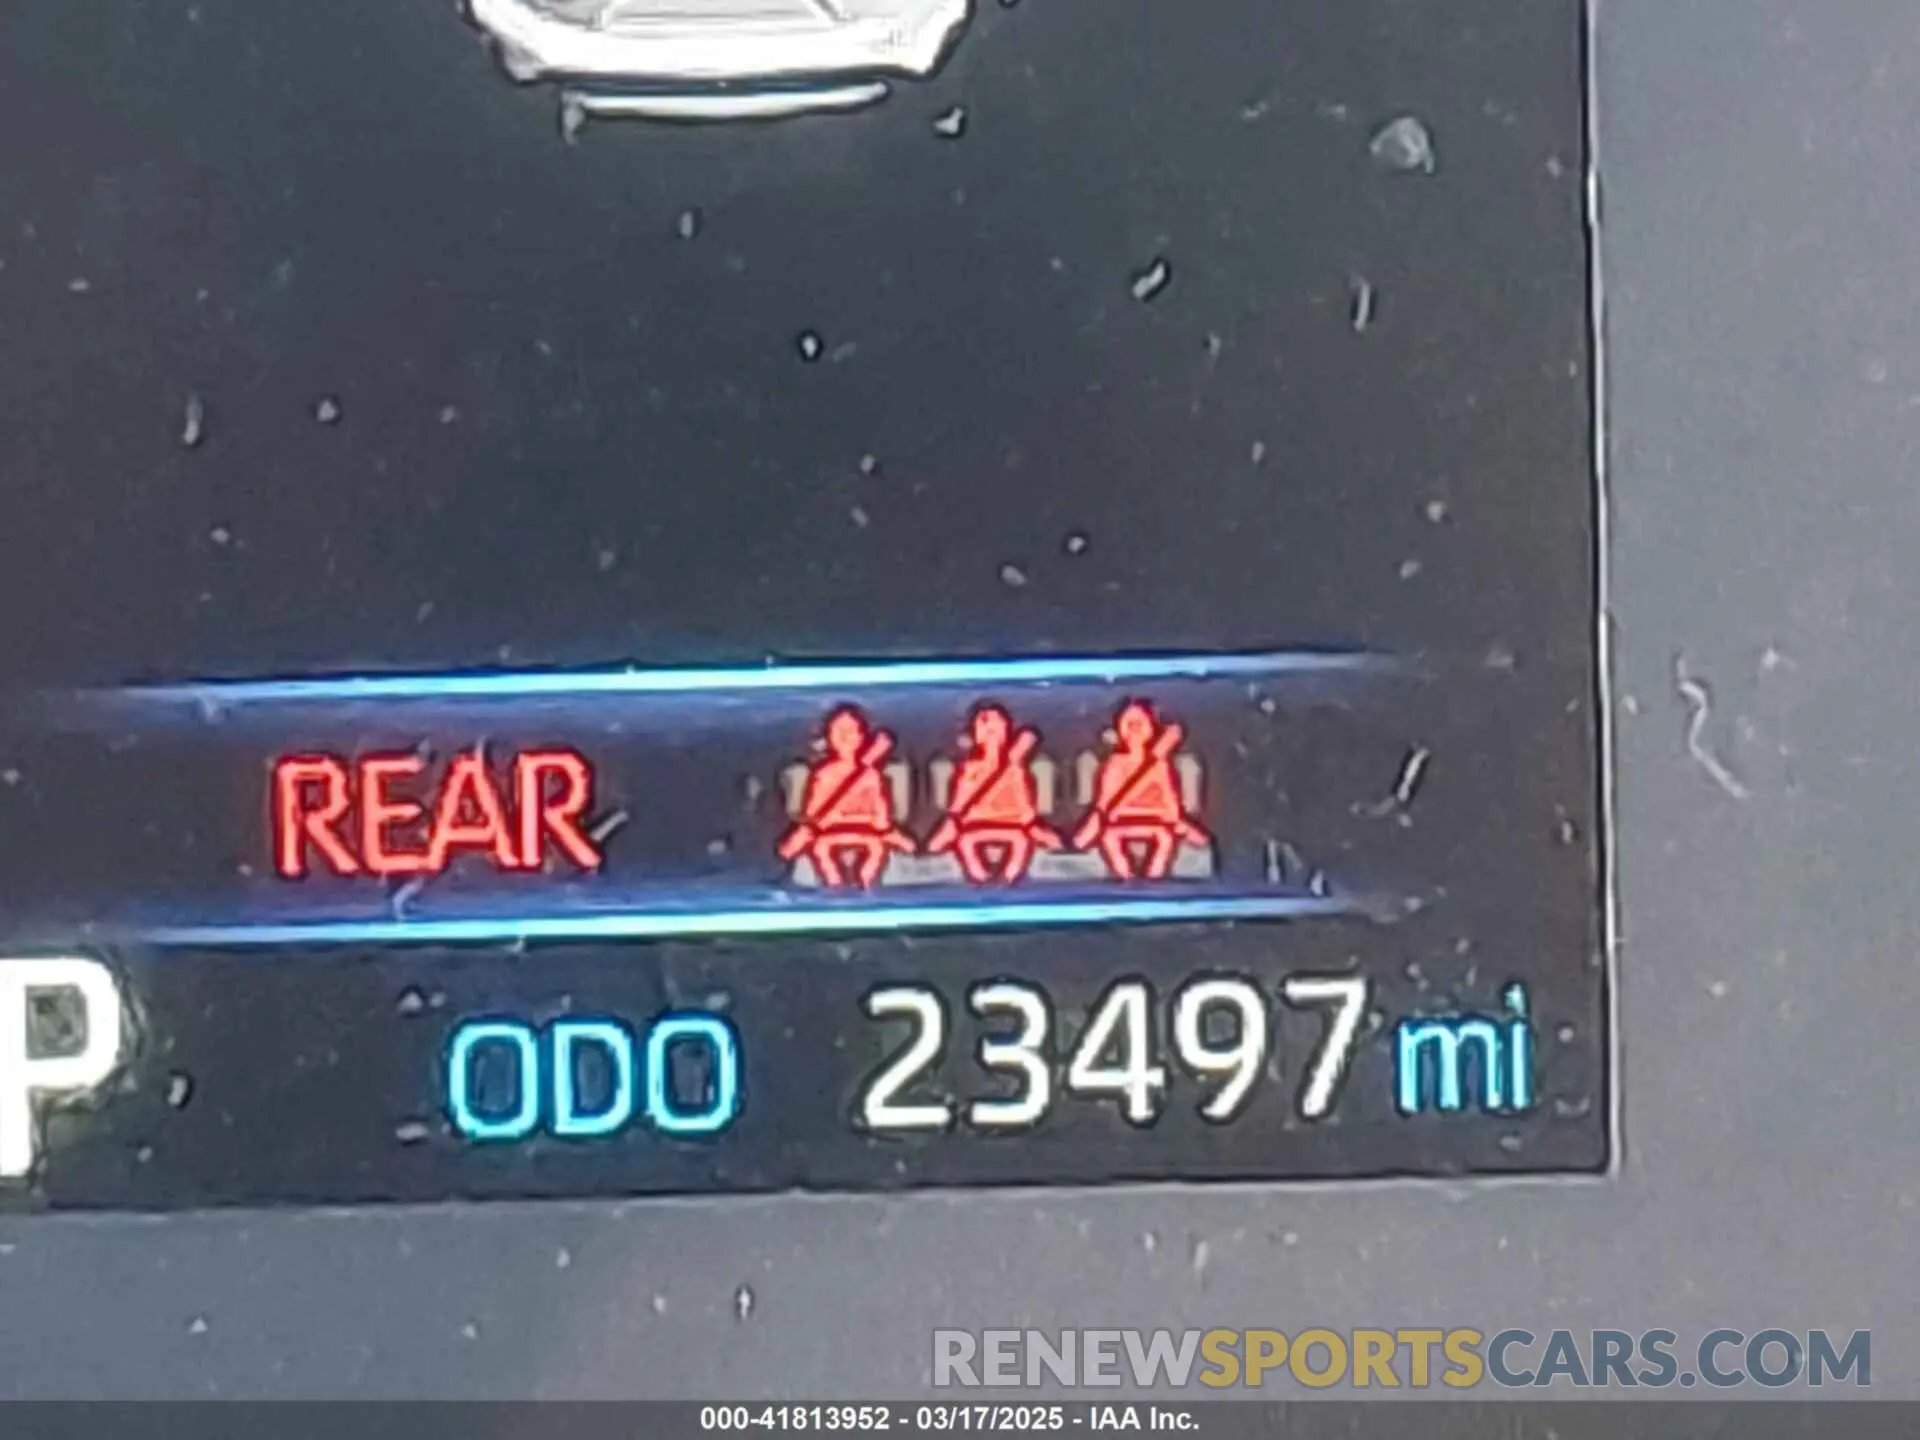 REAR
P
ODO 23497 mi
RENEWSPORTSCARS.COM
000-41813952 - 03/17/2025 - IAA Inc.